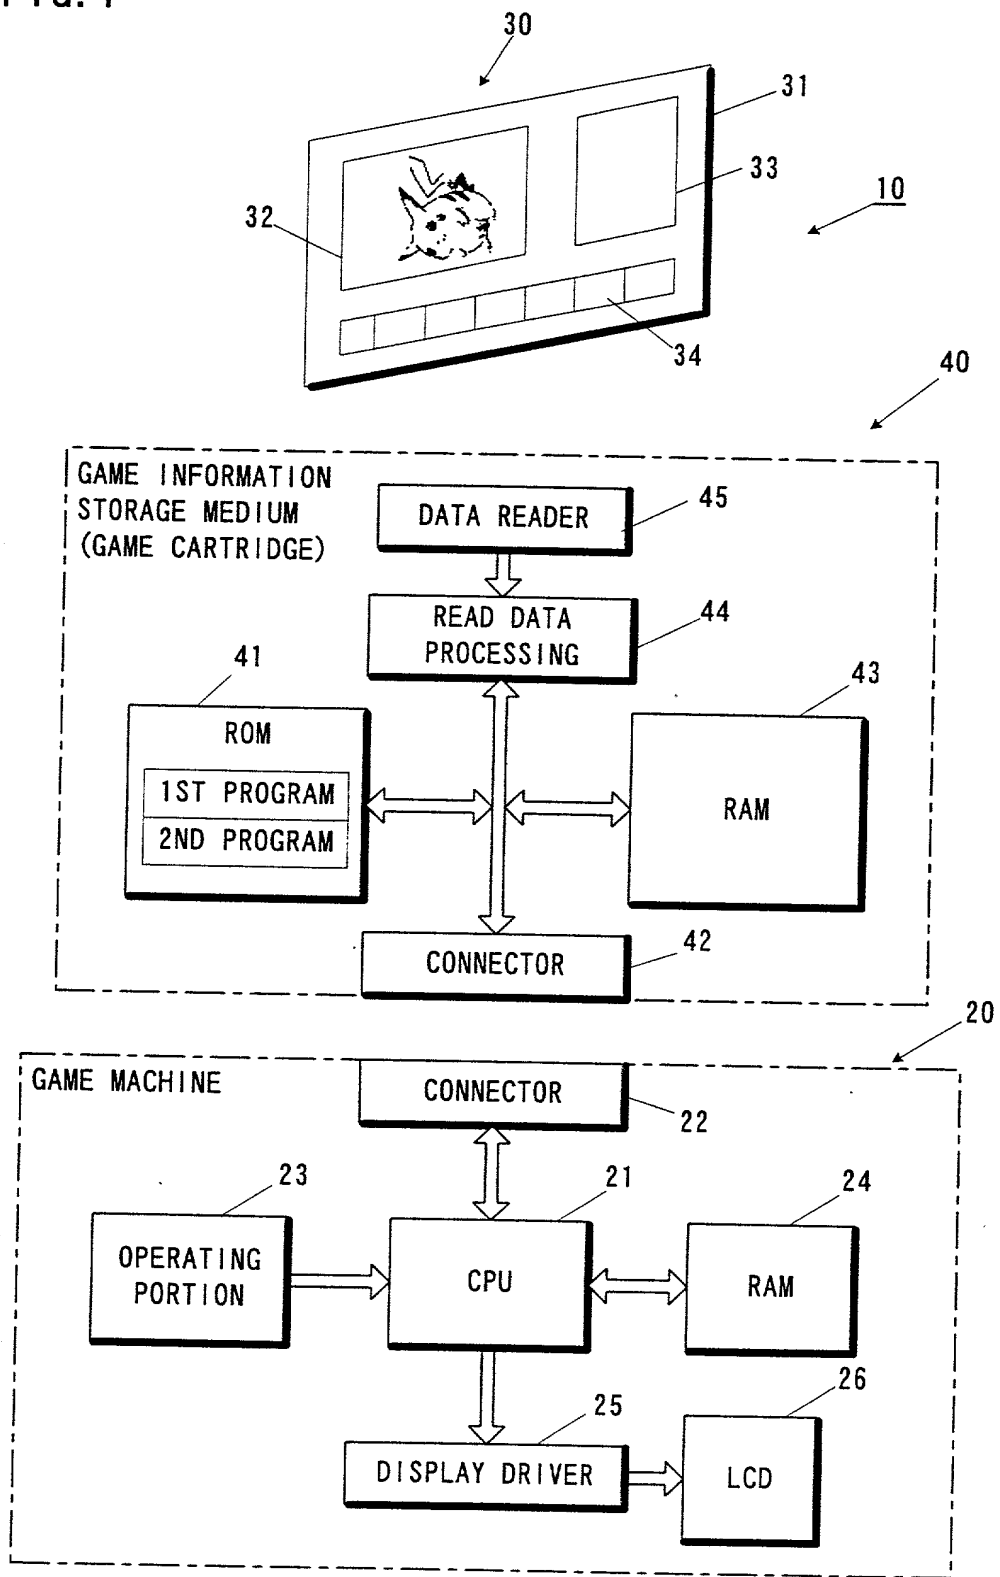 FIG. 1
30
31
33
10
32
34
40
GAME INFORMATION
STORAGE MEDIUM
(GAME CARTRIDGE)
DATA READER
45
READ DATA
PROCESSING
44
41
ROM
1ST PROGRAM
2ND PROGRAM
43
RAM
CONNECTOR
42
20
GAME MACHINE
CONNECTOR
22
23
OPERATING
PORTION
21
CPU
24
RAM
25
DISPLAY DRIVER
26
LCD